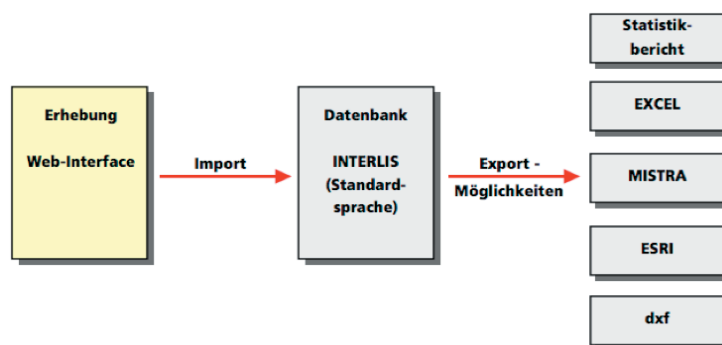 Erhebung
Web-Interface
Import
Datenbank
INTERLIS
(Standard-
sprache)
Export -
Möglichkeiten
Statistik-
bericht
EXCEL
MISTRA
ESRI
dxf